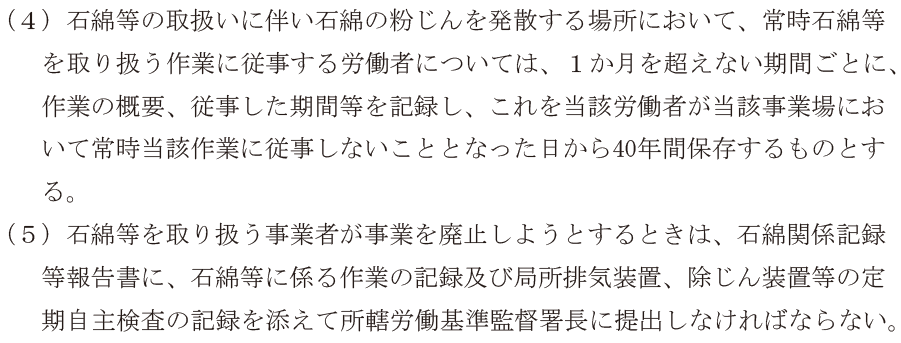 （４）石綿等の取扱いに伴い石綿の粉じんを発散する場所において、常時石綿等
を取り扱う作業に従事する労働者については、１か月を超えない期間ごとに、
作業の概要、従事した期間等を記録し、これを当該労働者が当該事業場にお
いて常時当該作業に従事しないこととなった日から40年間保存するものとす
る。
（５）石綿等を取り扱う事業者が事業を廃止しようとするときは、石綿関係記録
等報告書に、石綿等に係る作業の記録及び局所排気装置、除じん装置等の定
期自主検査の記録を添えて所轄労働基準監督署長に提出しなければならない。